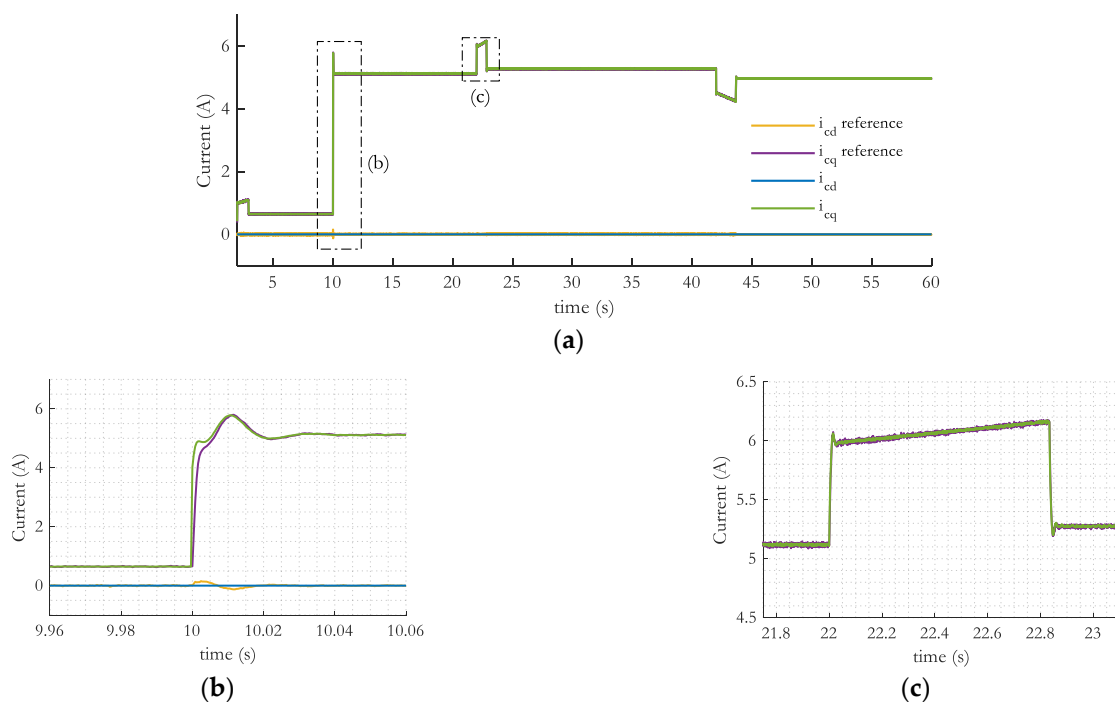 Current (A)
6
4
2
0
(b)
(c)
i_cd reference
i_cq reference
i_cd
i_cq
5 10 15 20 25 30 35 40 45 50 55 60
time (s)
(a)
Current (A)
6
4
2
0
9.96 9.98 10 10.02 10.04 10.06
time (s)
(b)
Current (A)
6.5
6
5.5
5
4.5
21.8 22 22.2 22.4 22.6 22.8 23
time (s)
(c)